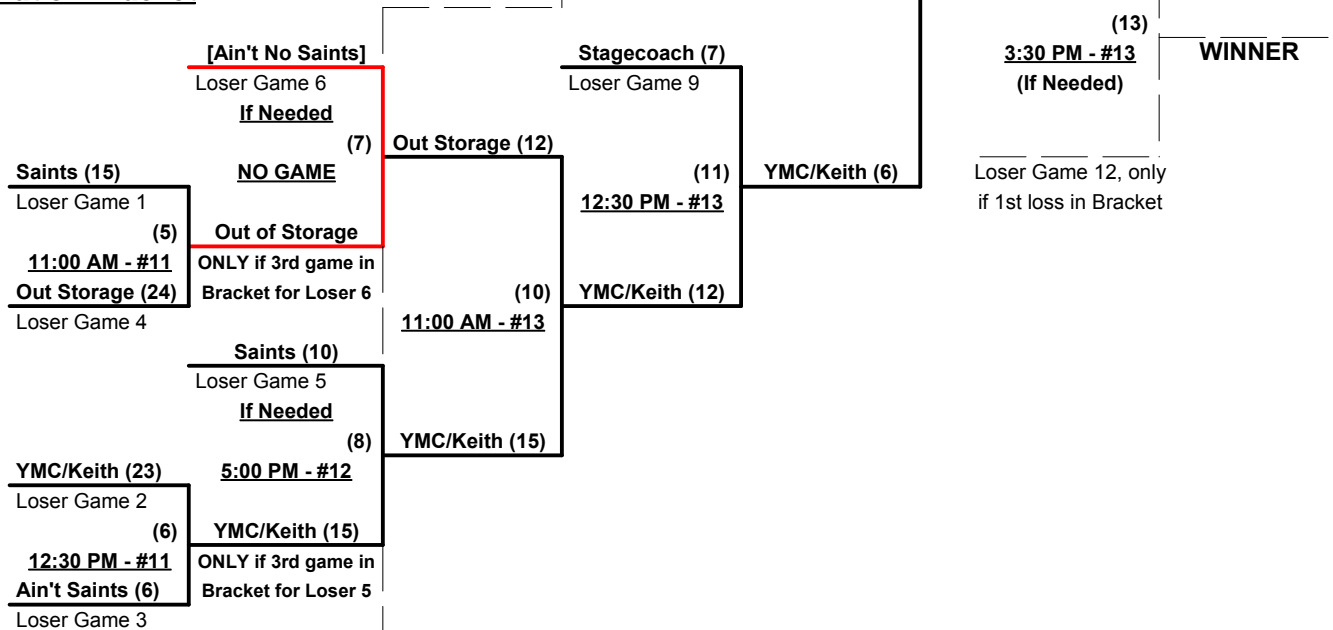 (13)
[Ain't No Saints]
Stagecoach (7)
3:30 PM - #13
WINNER
Loser Game 6
Loser Game 9
(If Needed)
If Needed
(7)
Out Storage (12)
Saints (15)
NO GAME
(11)
YMC/Keith (6)
Loser Game 12, only
Loser Game 1
12:30 PM - #13
if 1st loss in Bracket
(5)
Out of Storage
11:00 AM - #11
ONLY if 3rd game in
Out Storage (24)
Bracket for Loser 6
(10)
YMC/Keith (12)
Loser Game 4
11:00 AM - #13
Saints (10)
Loser Game 5
If Needed
(8)
YMC/Keith (15)
YMC/Keith (23)
5:00 PM - #12
Loser Game 2
(6)
YMC/Keith (15)
12:30 PM - #11
ONLY if 3rd game in
Ain't Saints (6)
Bracket for Loser 5
Loser Game 3